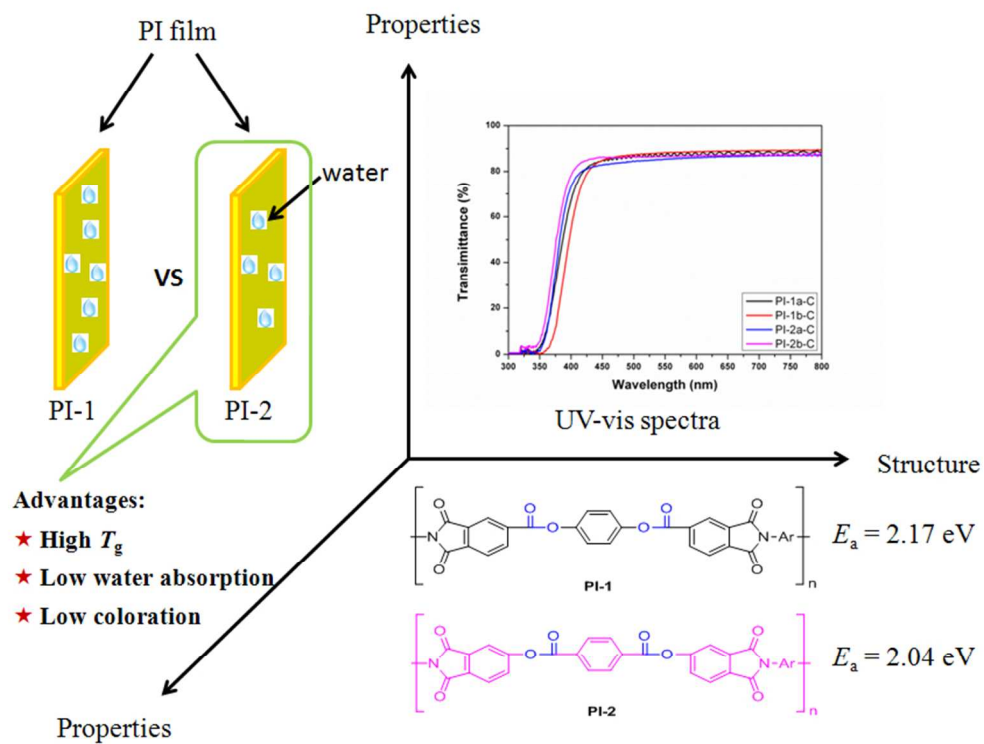 Properties
PI film
water
VS
PI-1
PI-2
100
80
60
40
20
0
Transimittance (%)
PI-1a-C
PI-1b-C
PI-2a-C
PI-2b-C
300 350 400 450 500 550 600 650 700 750 800
Wavelength (nm)
UV-vis spectra
Structure
Advantages:
★ High Tg
★ Low water absorption
★ Low coloration
O O O O O O
N O O N-Ar
O O n
PI-1
Ea = 2.17 eV
O O O O
N O O N-Ar
O O n
PI-2
Ea = 2.04 eV
Properties